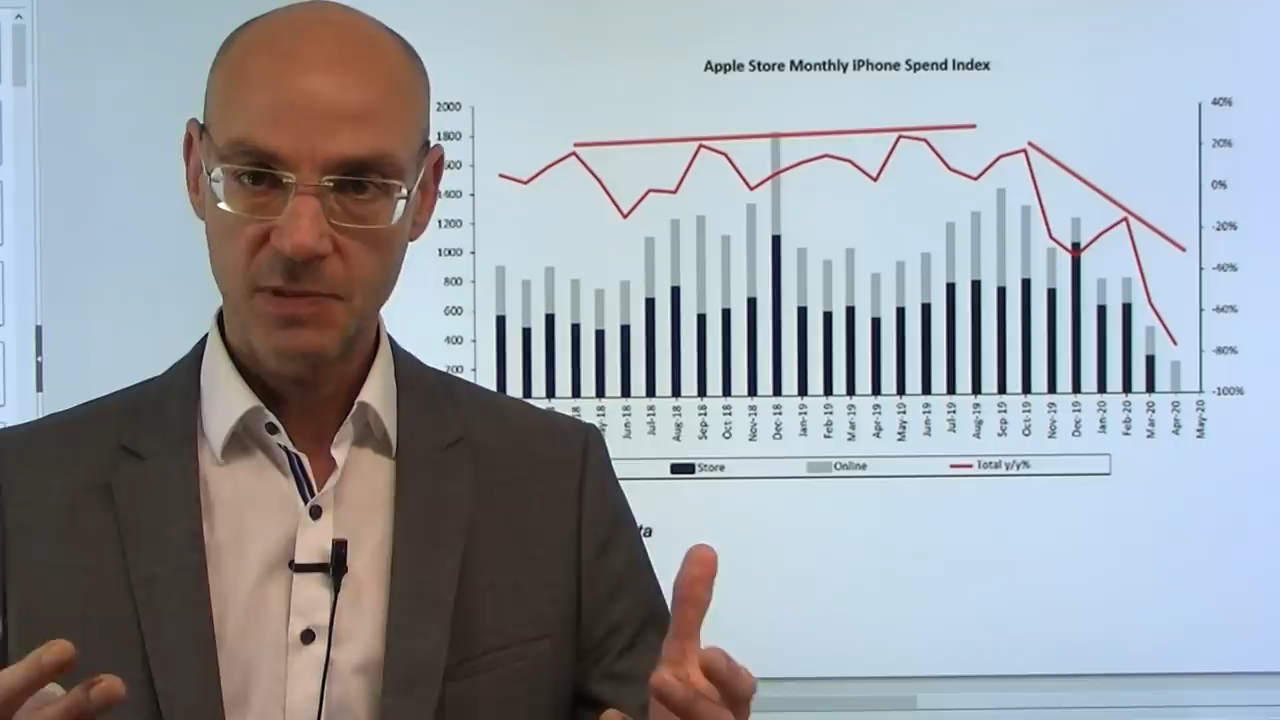 Apple Store Monthly iPhone Spend Index
2000
1800
600
1400
1200
1000
800
600
400
200
40%
20%
0%
-20%
-40%
-60%
-80%
-100%
y-18
Jun-18
Jul-18
Aug-18
Sep-18
Oct-18
Nov-18
Dec-18
Jan-19
Feb-19
Mar-19
Apr-19
May-19
Jun-19
Jul-19
Aug-19
Sep-19
Oct-19
Nov-19
Dec-19
Jan-20
Feb-20
Mar-20
Apr-20
May-20
Store
Online
Total y/y%
ta